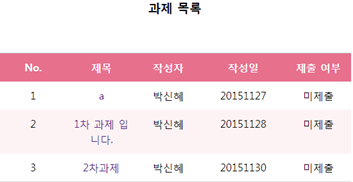 과제 목록
No. 제목 작성자 작성일 제출 여부
1 a 박신혜 20151127 미제출
2 1차 과제 입 박신혜 20151128 미제출
니다.
3 2차과제 박신혜 20151130 미제출